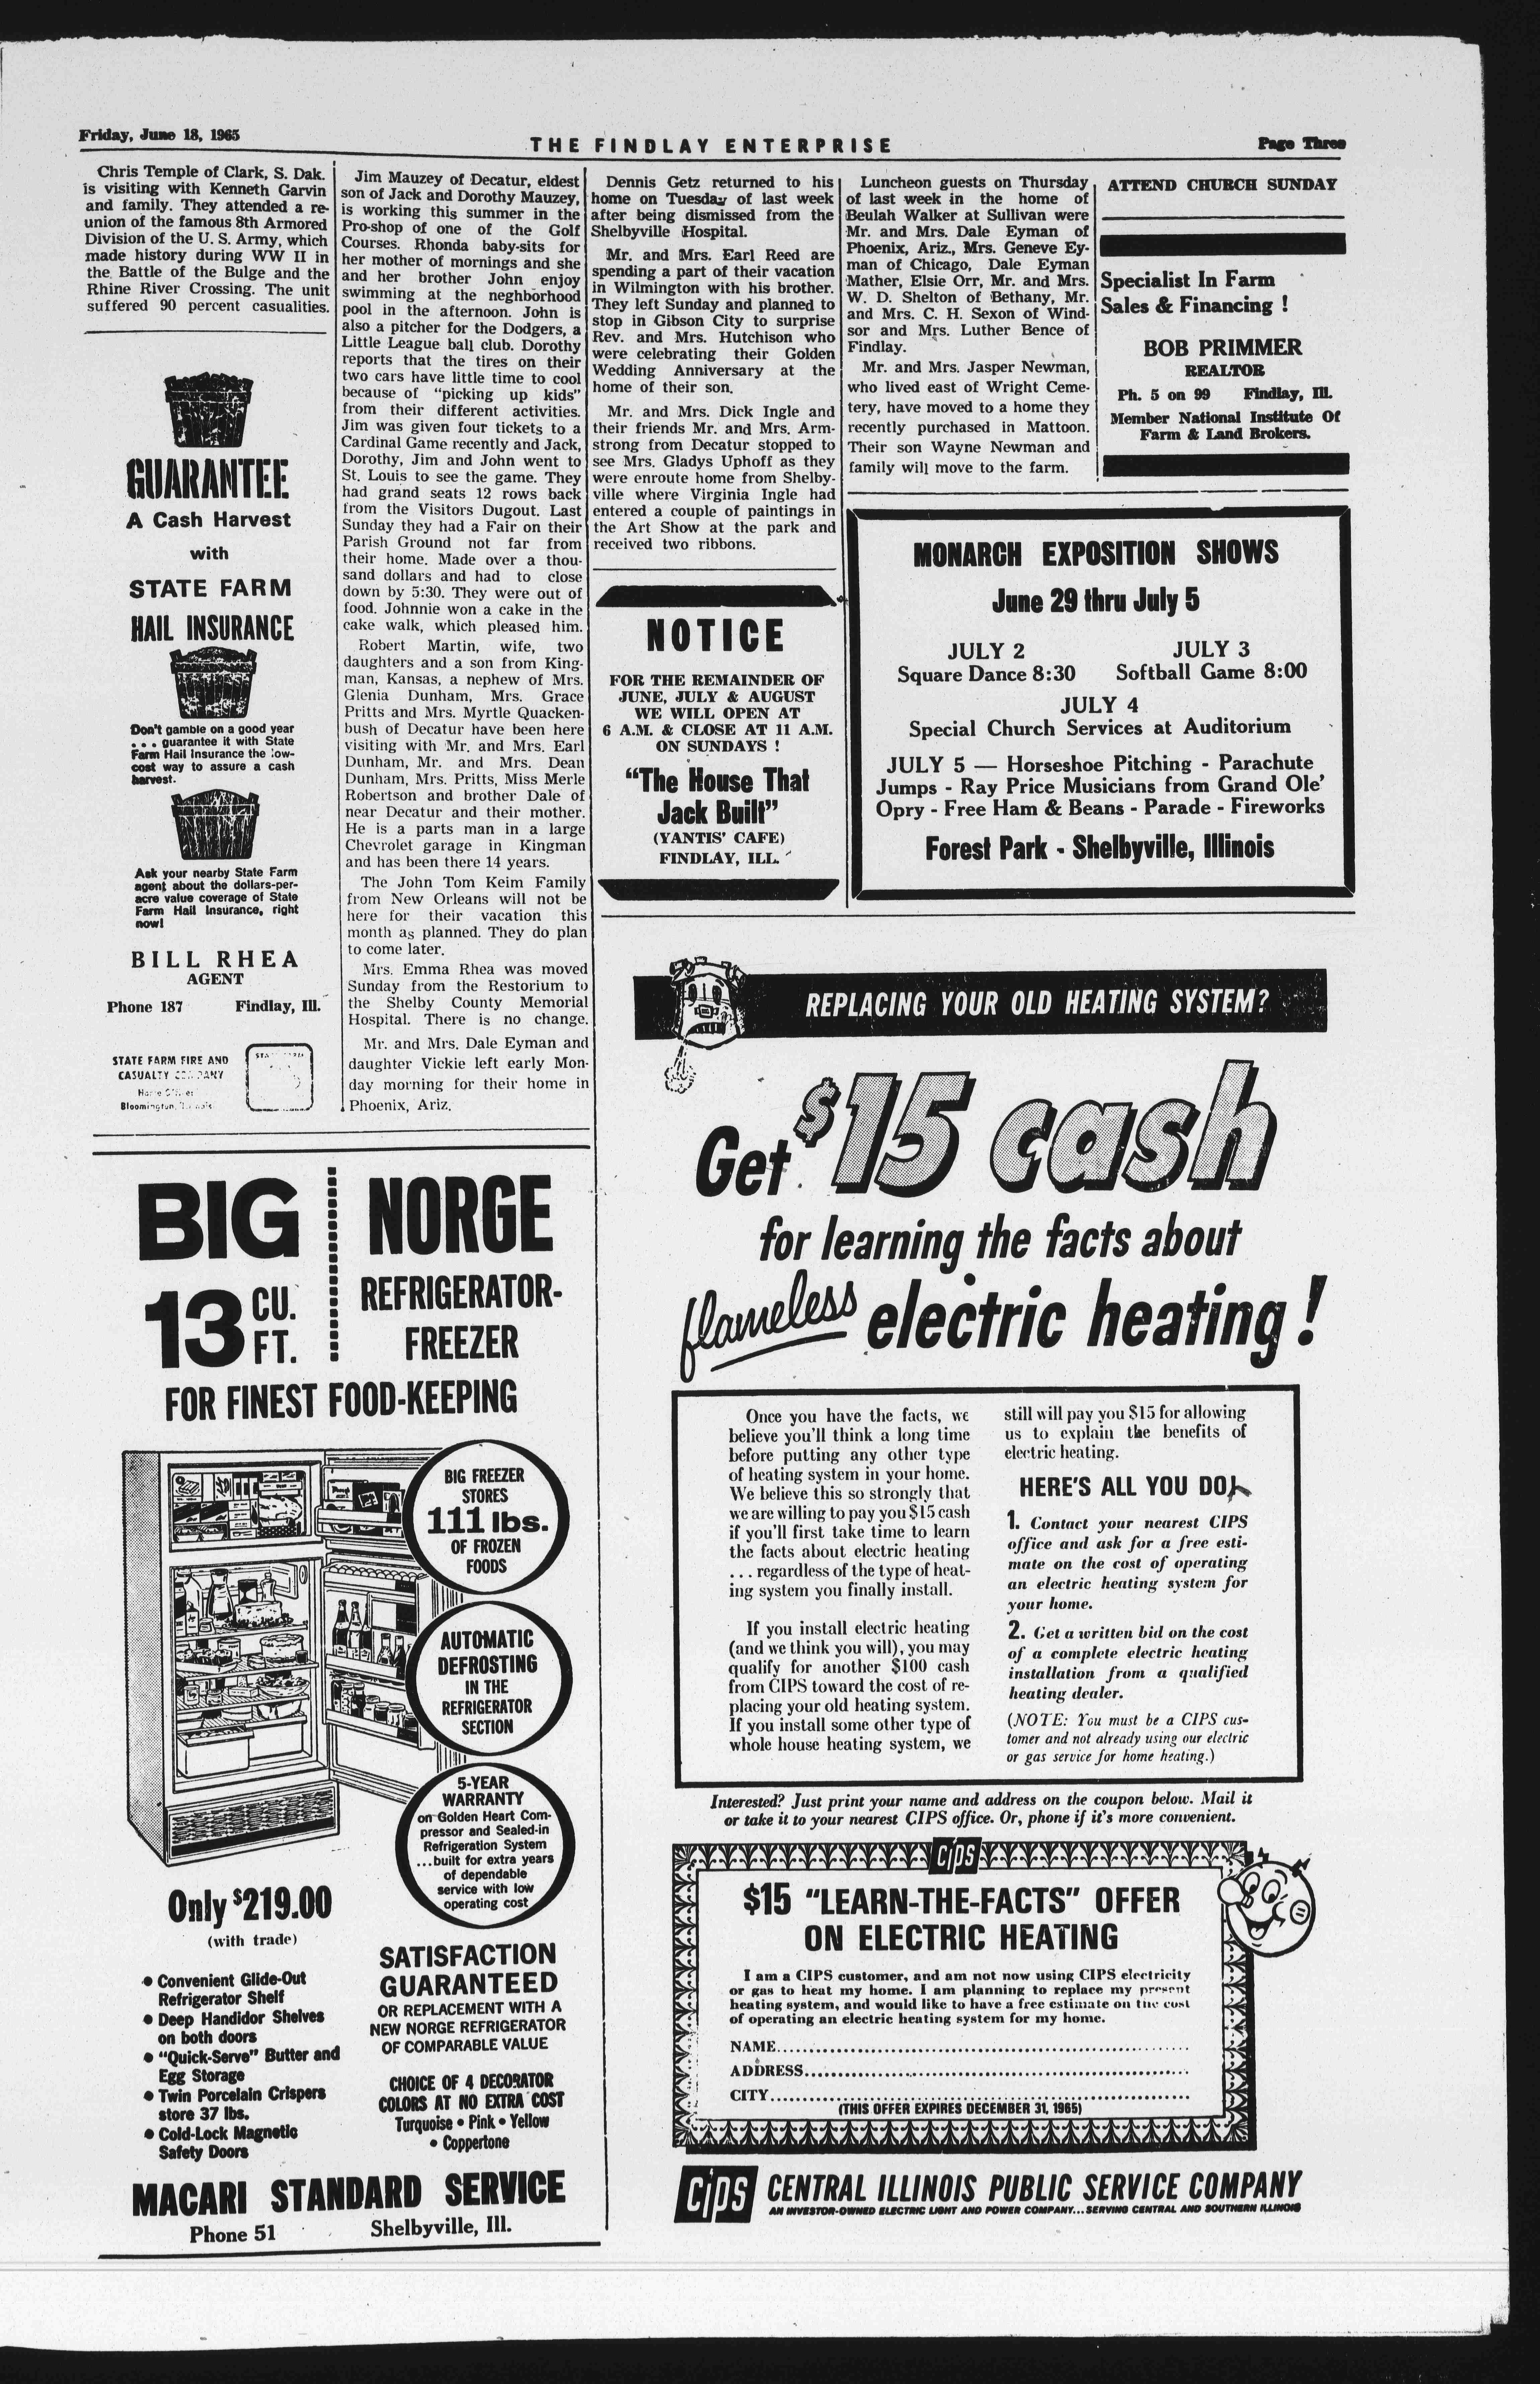 Friday, June 18, 1965
THE FINDLAY ENTERPRISE
Page Three
Chris Temple of Clark, S. Dak.
is visiting with Kenneth Garvin
and family. They attended a re-
union of the famous 8th Armored
Division of the U. S. Army, which
made history during WW II in
the Battle of the Bulge and the
Rhine River Crossing. The unit
suffered 90 percent casualities.
GUARANTEE
A Cash Harvest
with
STATE FARM
HAIL INSURANCE
Don't gamble on a good year
. . . guarantee it with State
Farm Hail Insurance the low-
cost way to assure a cash
harvest.
Ask your nearby State Farm
agent about the dollars-per-
acre value coverage of State
Farm Hail Insurance, right
now!
BILL RHEA
AGENT
Phone 187 Findlay, Ill.
STATE FARM FIRE AND
CASUALTY COMPANY
Home Office:
Bloomington, Illinois
Jim Mauzey of Decatur, eldest
son of Jack and Dorothy Mauzey,
is working this summer in the
Pro-shop of one of the Golf
Courses. Rhonda baby-sits for
her mother of mornings and she
and her brother John enjoy
swimming at the neghborhood
pool in the afternoon. John is
also a pitcher for the Dodgers, a
Little League ball club. Dorothy
reports that the tires on their
two cars have little time to cool
because of "picking up kids"
from their different activities.
Jim was given four tickets to a
Cardinal Game recently and Jack,
Dorothy, Jim and John went to
St. Louis to see the game. They
had grand seats 12 rows back
from the Visitors Dugout. Last
Sunday they had a Fair on their
Parish Ground not far from
their home. Made over a thou-
sand dollars and had to close
down by 5:30. They were out of
food. Johnnie won a cake in the
cake walk, which pleased him.
Robert Martin, wife, two
daughters and a son from King-
man, Kansas, a nephew of Mrs.
Glenia Dunham, Mrs. Grace
Pritts and Mrs. Myrtle Quacken-
bush of Decatur have been here
visiting with Mr. and Mrs. Earl
Dunham, Mr. and Mrs. Dean
Dunham, Mrs. Pritts, Miss Merle
Robertson and brother Dale of
near Decatur and their mother.
He is a parts man in a large
Chevrolet garage in Kingman
and has been there 14 years.
The John Tom Keim Family
from New Orleans will not be
here for their vacation this
month as planned. They do plan
to come later.
Mrs. Emma Rhea was moved
Sunday from the Restorium to
the Shelby County Memorial
Hospital. There is no change.
Mr. and Mrs. Dale Eyman and
daughter Vickie left early Mon-
day morning for their home in
Phoenix, Ariz.
Dennis Getz returned to his
home on Tuesday of last week
after being dismissed from the
Shelbyville Hospital.
Mr. and Mrs. Earl Reed are
spending a part of their vacation
in Wilmington with his brother.
They left Sunday and planned to
stop in Gibson City to surprise
Rev. and Mrs. Hutchison who
were celebrating their Golden
Wedding Anniversary at the
home of their son.
Mr. and Mrs. Dick Ingle and
their friends Mr. and Mrs. Arm-
strong from Decatur stopped to
see Mrs. Gladys Uphoff as they
were enroute home from Shelby-
ville where Virginia Ingle had
entered a couple of paintings in
the Art Show at the park and
received two ribbons.
NOTICE
FOR THE REMAINDER OF
JUNE, JULY & AUGUST
WE WILL OPEN AT
6 A.M. & CLOSE AT 11 A.M.
ON SUNDAYS !
"The House That
Jack Built"
(YANTIS' CAFE)
FINDLAY, ILL.
Luncheon guests on Thursday
of last week in the home of
Beulah Walker at Sullivan were
Mr. and Mrs. Dale Eyman of
Phoenix, Ariz., Mrs. Geneve Ey-
man of Chicago, Dale Eyman
Mather, Elsie Orr, Mr. and Mrs.
W. D. Shelton of Bethany, Mr.
and Mrs. C. H. Sexon of Wind-
sor and Mrs. Luther Bence of
Findlay.
Mr. and Mrs. Jasper Newman,
who lived east of Wright Ceme-
tery, have moved to a home they
recently purchased in Mattoon.
Their son Wayne Newman and
family will move to the farm.
ATTEND CHURCH SUNDAY
Specialist In Farm
Sales & Financing !
BOB PRIMMER
REALTOR
Ph. 5 on 99 Findlay, Ill.
Member National Institute Of
Farm & Land Brokers.
MONARCH EXPOSITION SHOWS
June 29 thru July 5
JULY 2 JULY 3
Square Dance 8:30 Softball Game 8:00
JULY 4
Special Church Services at Auditorium
JULY 5 — Horseshoe Pitching - Parachute
Jumps - Ray Price Musicians from Grand Ole'
Opry - Free Ham & Beans - Parade - Fireworks
Forest Park - Shelbyville, Illinois
BIG
13 CU. FT.
NORGE
REFRIGERATOR-
FREEZER
FOR FINEST FOOD-KEEPING
BIG FREEZER
STORES
111 lbs.
OF FROZEN
FOODS
AUTOMATIC
DEFROSTING
IN THE
REFRIGERATOR
SECTION
5-YEAR
WARRANTY
on Golden Heart Com-
pressor and Sealed-in
Refrigeration System
...built for extra years
of dependable
service with low
operating cost
Only $219.00
(with trade)
• Convenient Glide-Out
Refrigerator Shelf
• Deep Handidor Shelves
on both doors
• "Quick-Serve" Butter and
Egg Storage
• Twin Porcelain Crispers
store 37 lbs.
• Cold-Lock Magnetic
Safety Doors
SATISFACTION
GUARANTEED
OR REPLACEMENT WITH A
NEW NORGE REFRIGERATOR
OF COMPARABLE VALUE
CHOICE OF 4 DECORATOR
COLORS AT NO EXTRA COST
Turquoise • Pink • Yellow
• Coppertone
MACARI STANDARD SERVICE
Phone 51 Shelbyville, Ill.
REPLACING YOUR OLD HEATING SYSTEM?
Get $15 cash
for learning the facts about
flameless electric heating!
Once you have the facts, we
believe you'll think a long time
before putting any other type
of heating system in your home.
We believe this so strongly that
we are willing to pay you $15 cash
if you'll first take time to learn
the facts about electric heating
. . . regardless of the type of heat-
ing system you finally install.
If you install electric heating
(and we think you will), you may
qualify for another $100 cash
from CIPS toward the cost of re-
placing your old heating system.
If you install some other type of
whole house heating system, we
still will pay you $15 for allowing
us to explain the benefits of
electric heating.
HERE'S ALL YOU DO
1. Contact your nearest CIPS
office and ask for a free esti-
mate on the cost of operating
an electric heating system for
your home.
2. Get a written bid on the cost
of a complete electric heating
installation from a qualified
heating dealer.
(NOTE: You must be a CIPS cus-
tomer and not already using our electric
or gas service for home heating.)
Interested? Just print your name and address on the coupon below. Mail it
or take it to your nearest CIPS office. Or, phone if it's more convenient.
CIPS
$15 "LEARN-THE-FACTS" OFFER
ON ELECTRIC HEATING
I am a CIPS customer, and am not now using CIPS electricity
or gas to heat my home. I am planning to replace my present
heating system, and would like to have a free estimate on the cost
of operating an electric heating system for my home.
NAME
ADDRESS
CITY
(THIS OFFER EXPIRES DECEMBER 31, 1965)
CIPS CENTRAL ILLINOIS PUBLIC SERVICE COMPANY
AN INVESTOR-OWNED ELECTRIC LIGHT AND POWER COMPANY...SERVING CENTRAL AND SOUTHERN ILLINOIS